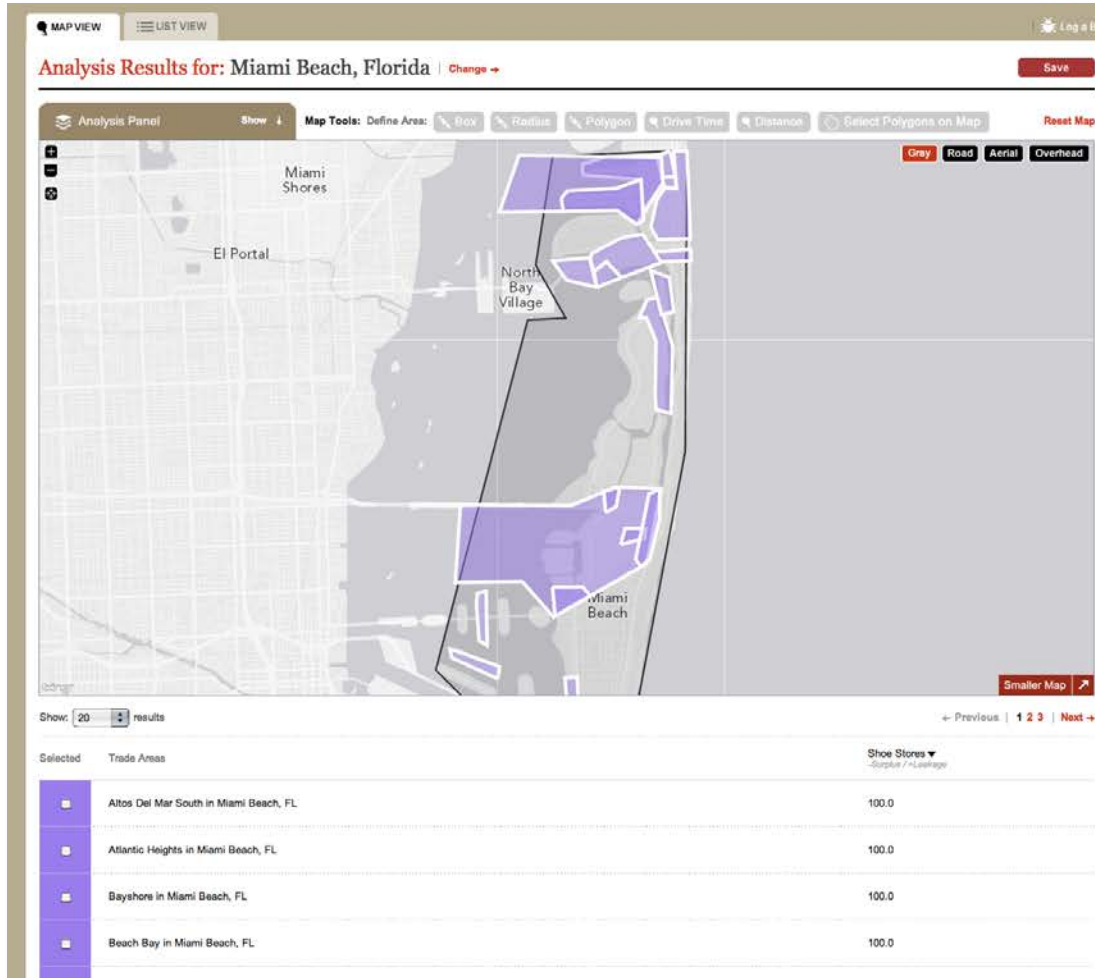 MAP VIEW LIST VIEW Log a B
Analysis Results for: Miami Beach, Florida | Change → Save
Analysis Panel Show ↓ Map Tools: Define Area: Box Radius Polygon Drive Time Distance Select Polygons on Map Reset Map
Gray Road Aerial Overhead
Miami
Shores
El Portal
North
Bay
Village
Miami
Beach
Smaller Map
Show: 20 results ← Previous | 1 2 3 | Next →
Selected Trade Areas Shoe Stores ▼
-Surplus / +Leakage
Altos Del Mar South in Miami Beach, FL 100.0
Atlantic Heights in Miami Beach, FL 100.0
Bayshore in Miami Beach, FL 100.0
Beach Bay in Miami Beach, FL 100.0